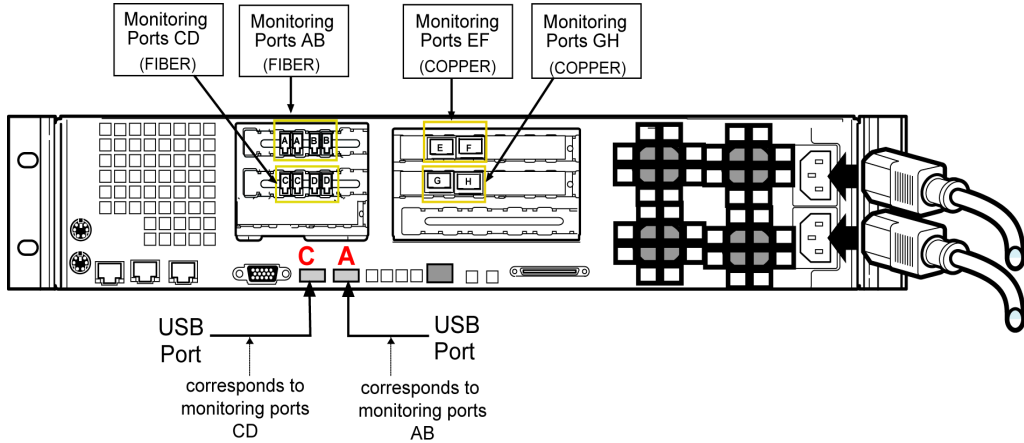 Monitoring
Ports CD
(FIBER)
Monitoring
Ports AB
(FIBER)
Monitoring
Ports EF
(COPPER)
Monitoring
Ports GH
(COPPER)
A A B B
E F
C C D D
G H
C A
USB
Port
USB
Port
corresponds to
monitoring ports
CD
corresponds to
monitoring ports
AB